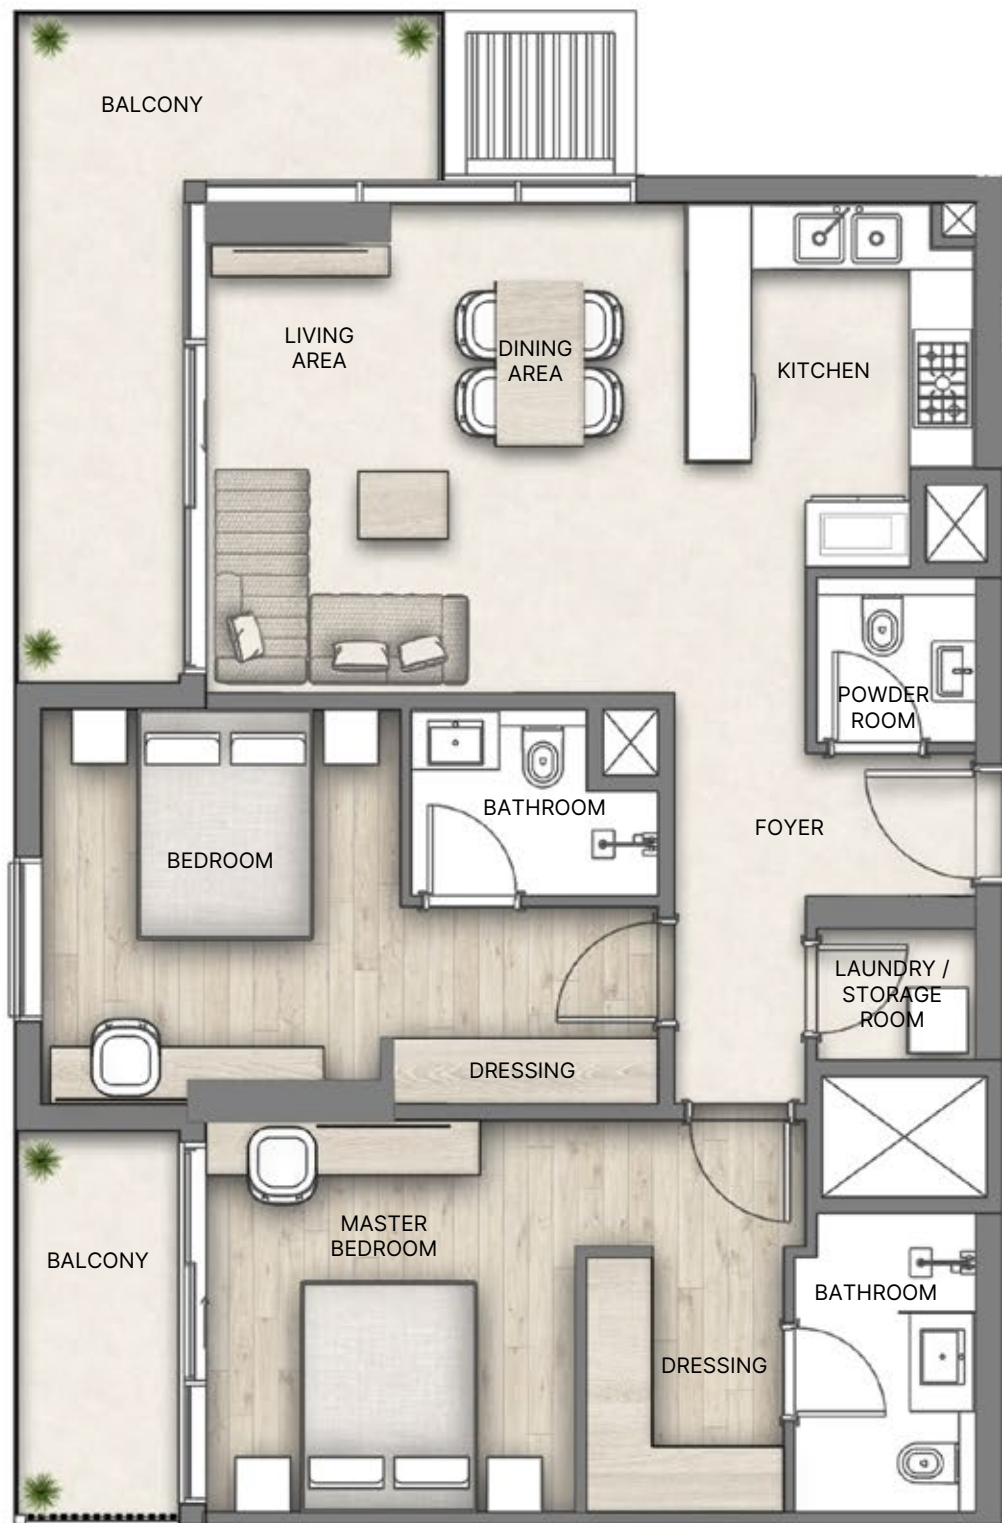 BALCONY
LIVING
AREA
DINING
AREA
KITCHEN
POWDER
ROOM
BATHROOM
FOYER
BEDROOM
LAUNDRY /
STORAGE
ROOM
DRESSING
MASTER
BEDROOM
BALCONY
BATHROOM
DRESSING